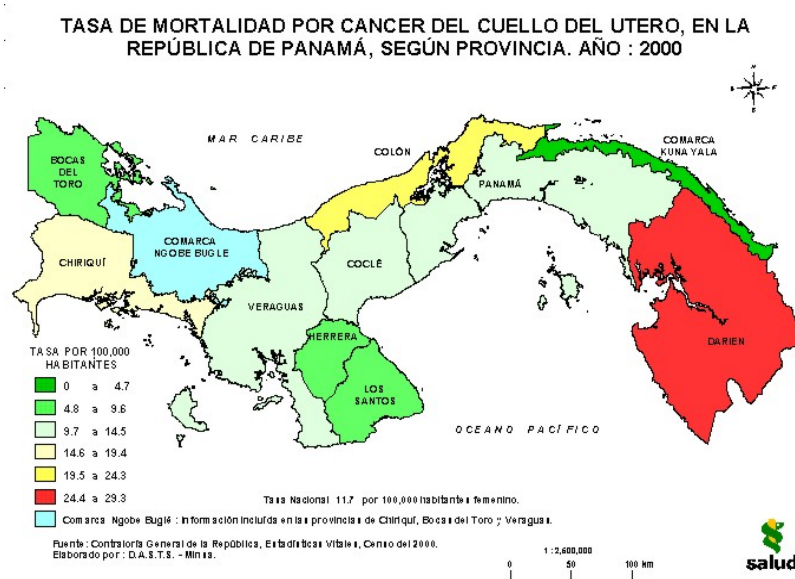 TASA DE MORTALIDAD POR CANCER DEL CUELLO DEL UTERO, EN LA
REPÚBLICA DE PANAMÁ, SEGÚN PROVINCIA. AÑO : 2000
MAR CARIBE
COLÓN
COMARCA
KUNA YALA
BOCAS
DEL
TORO
PANAMÁ
COMARCA
NGOBE BUGLE
CHIRIQUÍ
COCLÉ
VERAGUAS
HERRERA
DARIEN
LOS
SANTOS
OCEANO PACÍFICO
TASA POR 100,000
HABITANTES
0 a 4.7
4.8 a 9.6
9.7 a 14.5
14.6 a 19.4
19.5 a 24.3
24.4 a 29.3
Tasa Nacional 11.7 por 100,000 habitantes femenino.
Comarca Ngobe Buglé : Información incluída en las provincias de Chiriquí, Bocas del Toro y Veraguas.
Fuente : Contraloría General de la República, Estadísticas Vitales, Censo del 2000.
Elaborado por : D.A.S.T.S. - Minsa.
1 : 2,600,000
0 50 100 km
salud